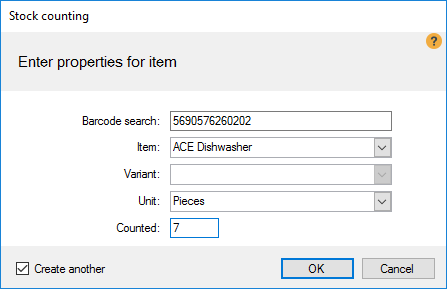 Stock counting
?
Enter properties for item
Barcode search: 5690576260202
Item: ACE Dishwasher
Variant:
Unit: Pieces
Counted: 7
Create another OK Cancel